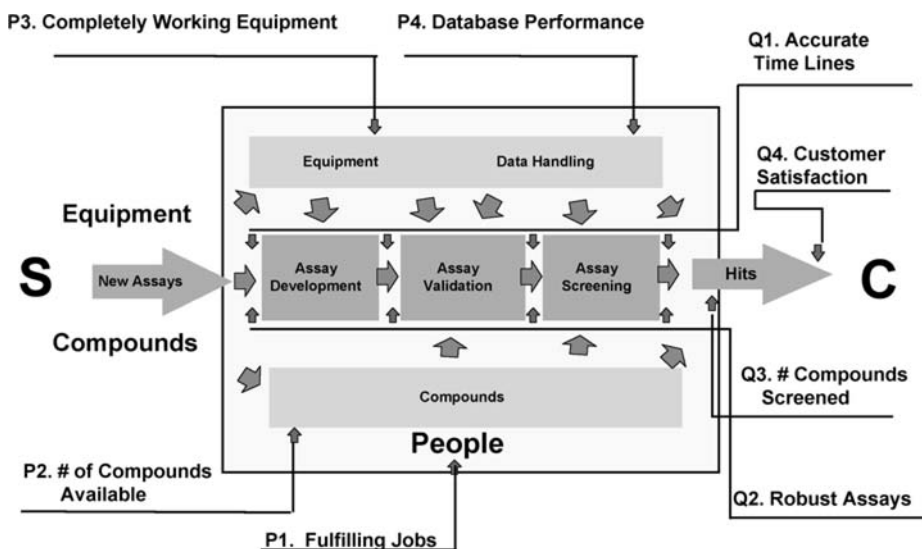 P3. Completely Working Equipment
P4. Database Performance
Q1. Accurate
Time Lines
Equipment
Data Handling
Q4. Customer
Satisfaction
Equipment
S
New Assays
Assay
Development
Assay
Validation
Assay
Screening
Hits
C
Compounds
Compounds
People
Q3. # Compounds
Screened
P2. # of Compounds
Available
Q2. Robust Assays
P1. Fulfilling Jobs